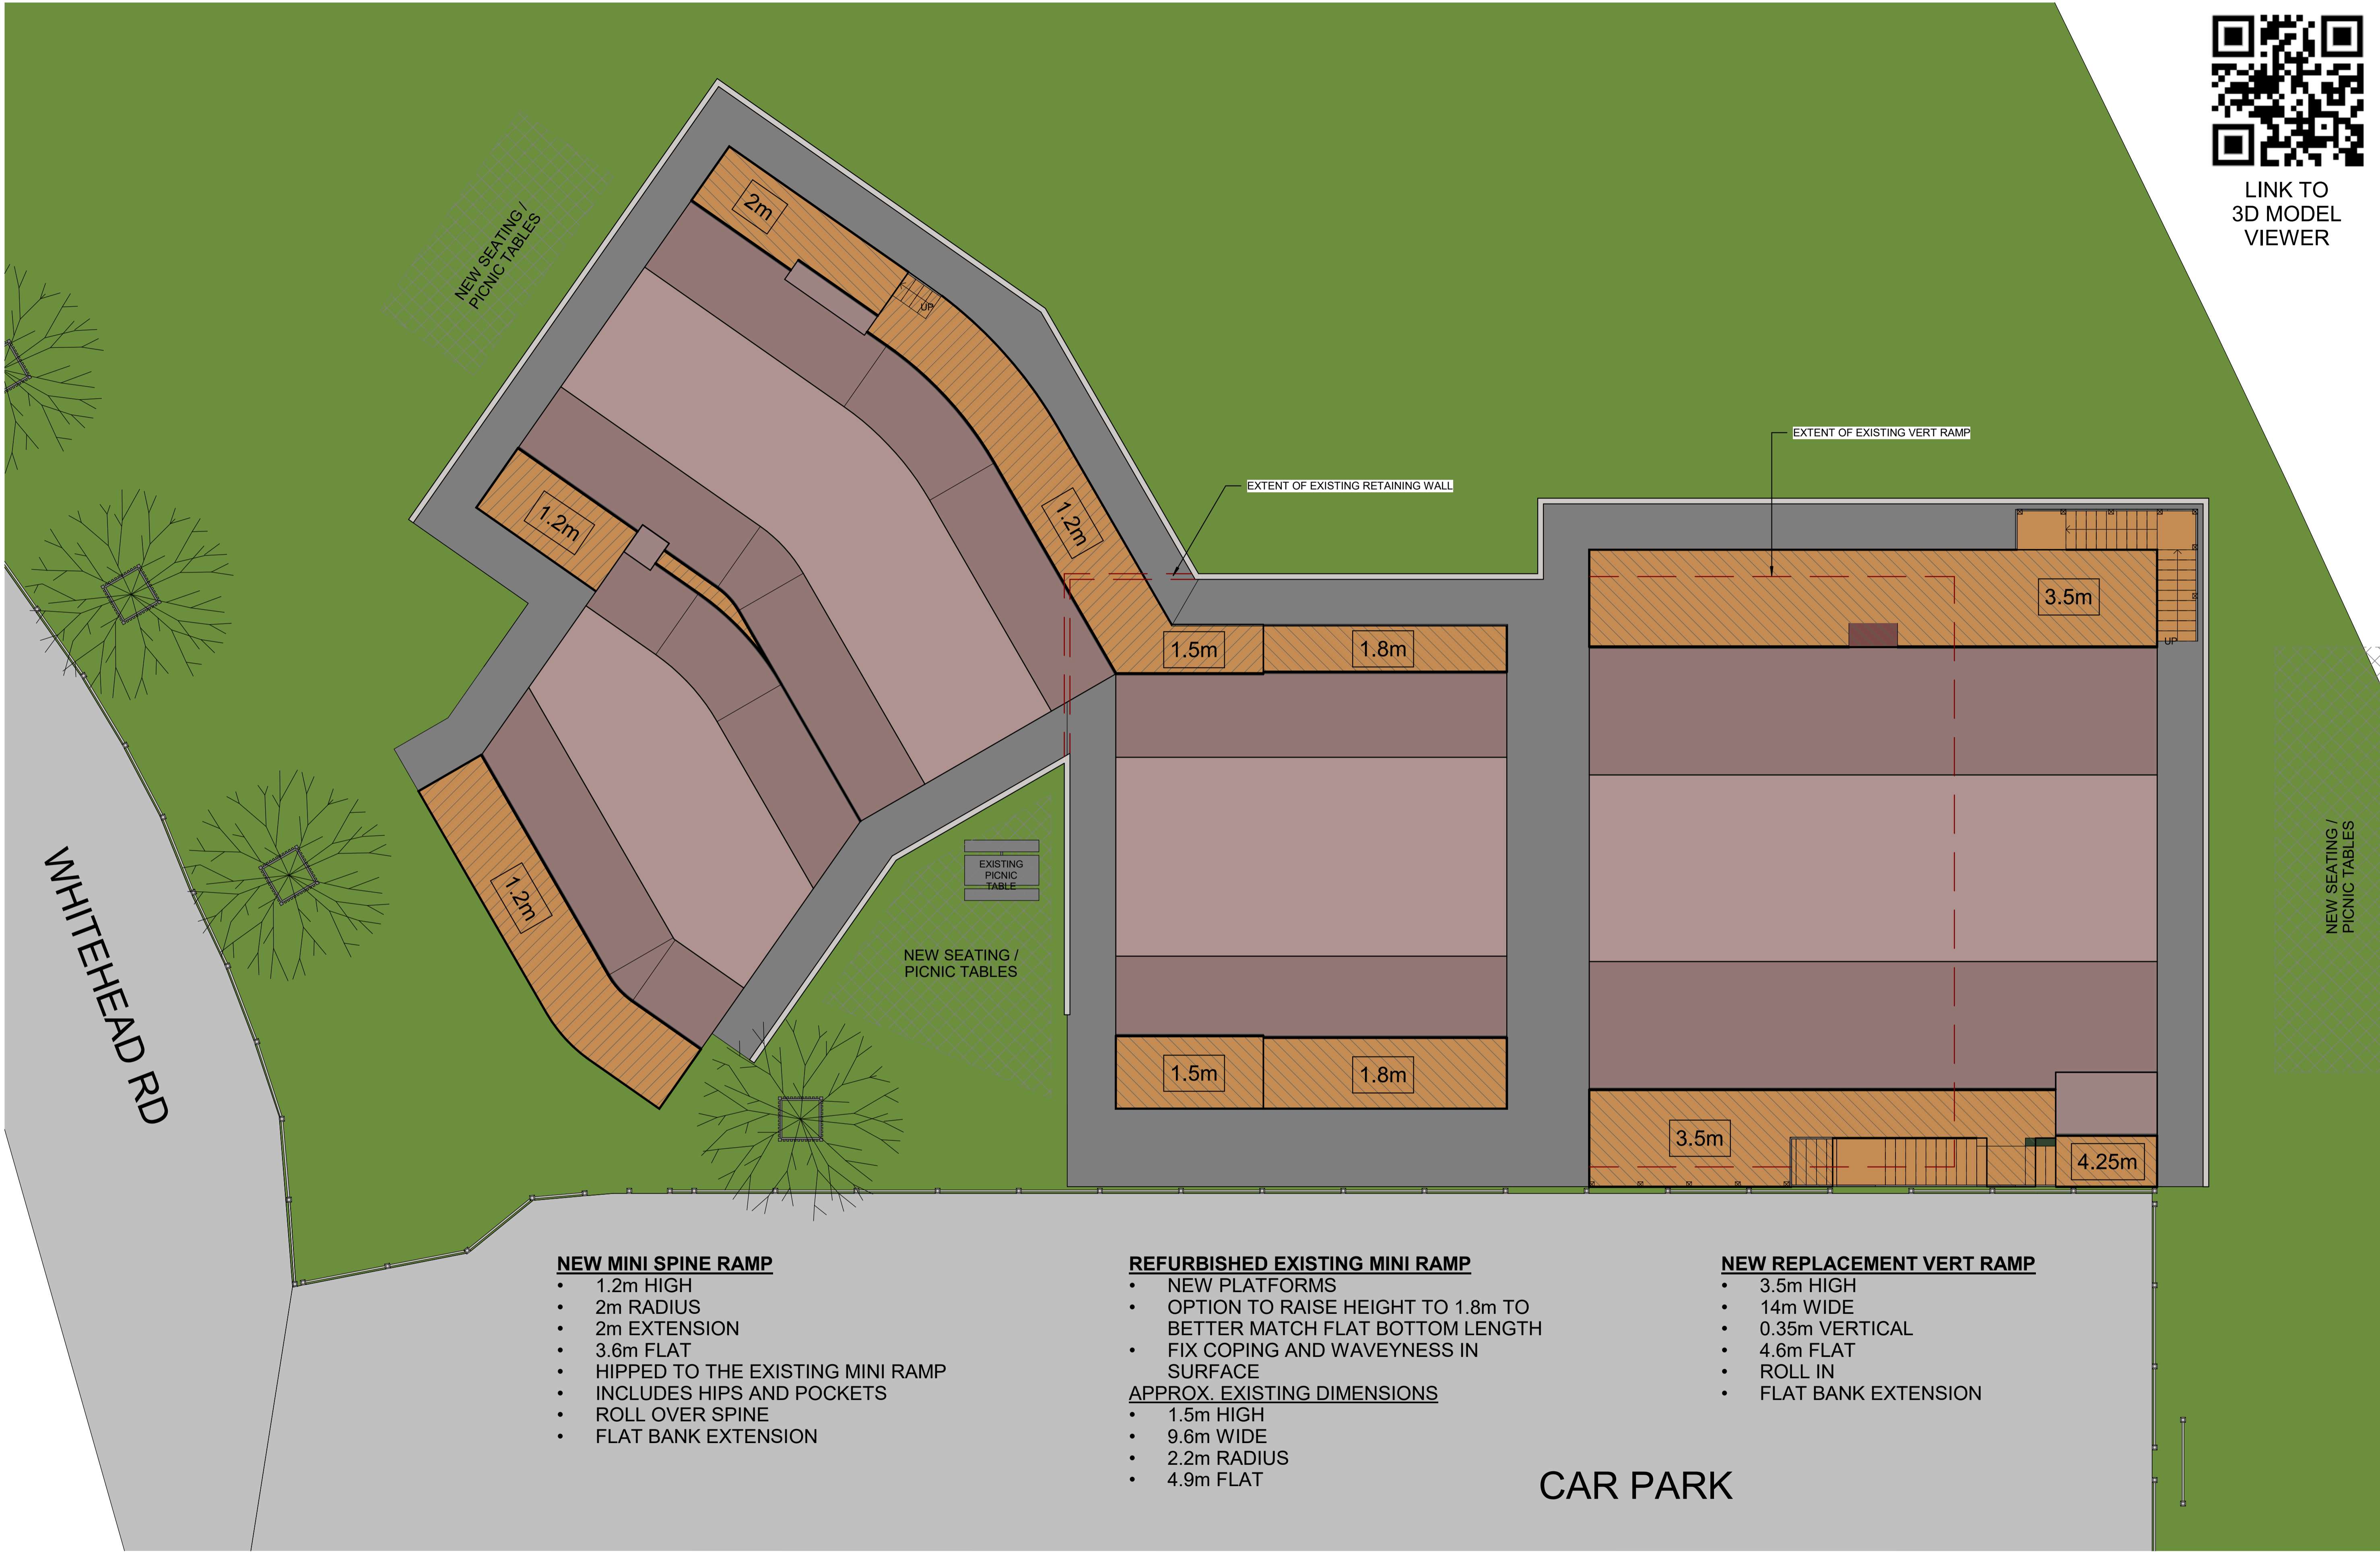 LINK TO
3D MODEL
VIEWER
NEW SEATING /
PICNIC TABLES
2m
UP
1.2m
1.2m
EXTENT OF EXISTING RETAINING WALL
EXTENT OF EXISTING VERT RAMP
3.5m
UP
1.5m
1.8m
1.2m
EXISTING
PICNIC
TABLE
NEW SEATING /
PICNIC TABLES
NEW SEATING /
PICNIC TABLES
1.5m
1.8m
3.5m
4.25m
WHITEHEAD RD
NEW MINI SPINE RAMP
• 1.2m HIGH
• 2m RADIUS
• 2m EXTENSION
• 3.6m FLAT
• HIPPED TO THE EXISTING MINI RAMP
• INCLUDES HIPS AND POCKETS
• ROLL OVER SPINE
• FLAT BANK EXTENSION
REFURBISHED EXISTING MINI RAMP
• NEW PLATFORMS
• OPTION TO RAISE HEIGHT TO 1.8m TO
BETTER MATCH FLAT BOTTOM LENGTH
• FIX COPING AND WAVEYNESS IN
SURFACE
APPROX. EXISTING DIMENSIONS
• 1.5m HIGH
• 9.6m WIDE
• 2.2m RADIUS
• 4.9m FLAT
NEW REPLACEMENT VERT RAMP
• 3.5m HIGH
• 14m WIDE
• 0.35m VERTICAL
• 4.6m FLAT
• ROLL IN
• FLAT BANK EXTENSION
CAR PARK